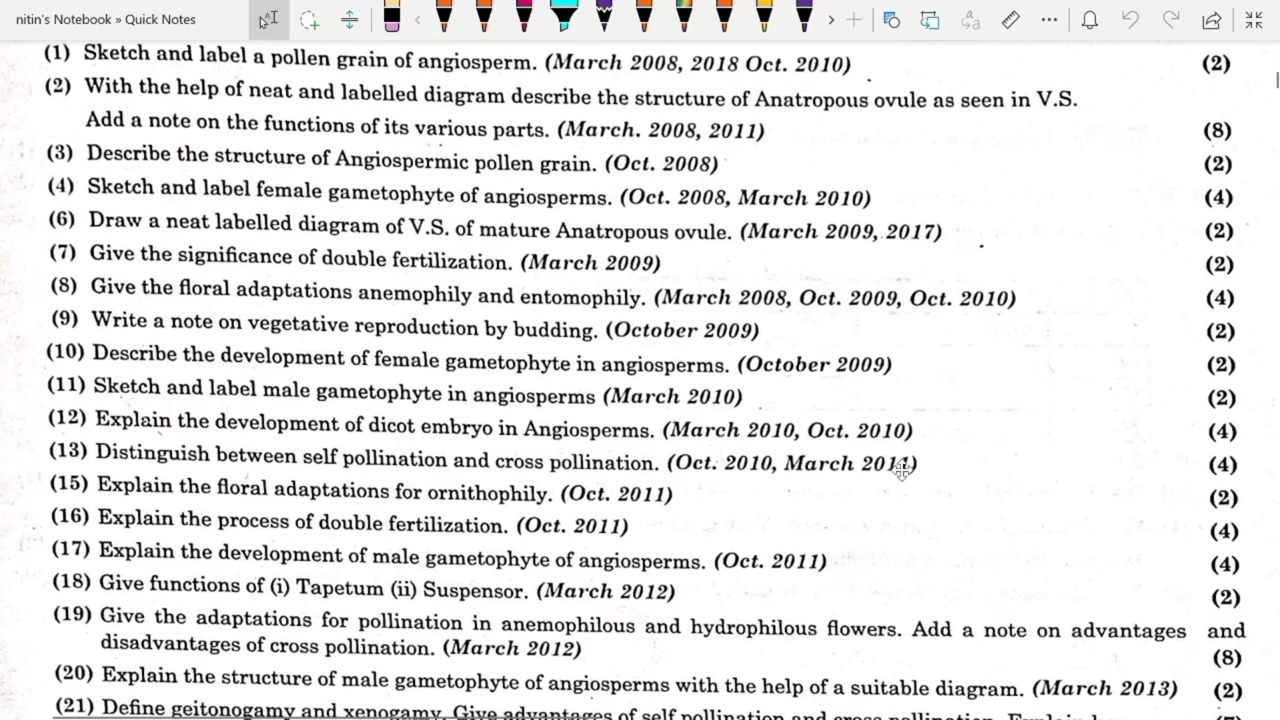 nitin's Notebook » Quick Notes
(1) Sketch and label a pollen grain of angiosperm. (March 2008, 2018 Oct. 2010) (2)
(2) With the help of neat and labelled diagram describe the structure of Anatropous ovule as seen in V.S.
Add a note on the functions of its various parts. (March. 2008, 2011) (8)
(3) Describe the structure of Angiospermic pollen grain. (Oct. 2008) (2)
(4) Sketch and label female gametophyte of angiosperms. (Oct. 2008, March 2010) (4)
(6) Draw a neat labelled diagram of V.S. of mature Anatropous ovule. (March 2009, 2017) (2)
(7) Give the significance of double fertilization. (March 2009) (2)
(8) Give the floral adaptations anemophily and entomophily. (March 2008, Oct. 2009, Oct. 2010) (4)
(9) Write a note on vegetative reproduction by budding. (October 2009) (2)
(10) Describe the development of female gametophyte in angiosperms. (October 2009) (2)
(11) Sketch and label male gametophyte in angiosperms (March 2010) (2)
(12) Explain the development of dicot embryo in Angiosperms. (March 2010, Oct. 2010) (4)
(13) Distinguish between self pollination and cross pollination. (Oct. 2010, March 2011) (4)
(15) Explain the floral adaptations for ornithophily. (Oct. 2011) (2)
(16) Explain the process of double fertilization. (Oct. 2011) (4)
(17) Explain the development of male gametophyte of angiosperms. (Oct. 2011) (4)
(18) Give functions of (i) Tapetum (ii) Suspensor. (March 2012) (2)
(19) Give the adaptations for pollination in anemophilous and hydrophilous flowers. Add a note on advantages and
disadvantages of cross pollination. (March 2012) (8)
(20) Explain the structure of male gametophyte of angiosperms with the help of a suitable diagram. (March 2013) (2)
(21) Define geitonogamy and xenogamy. Give advantages of self pollination and cross pollination. Explain